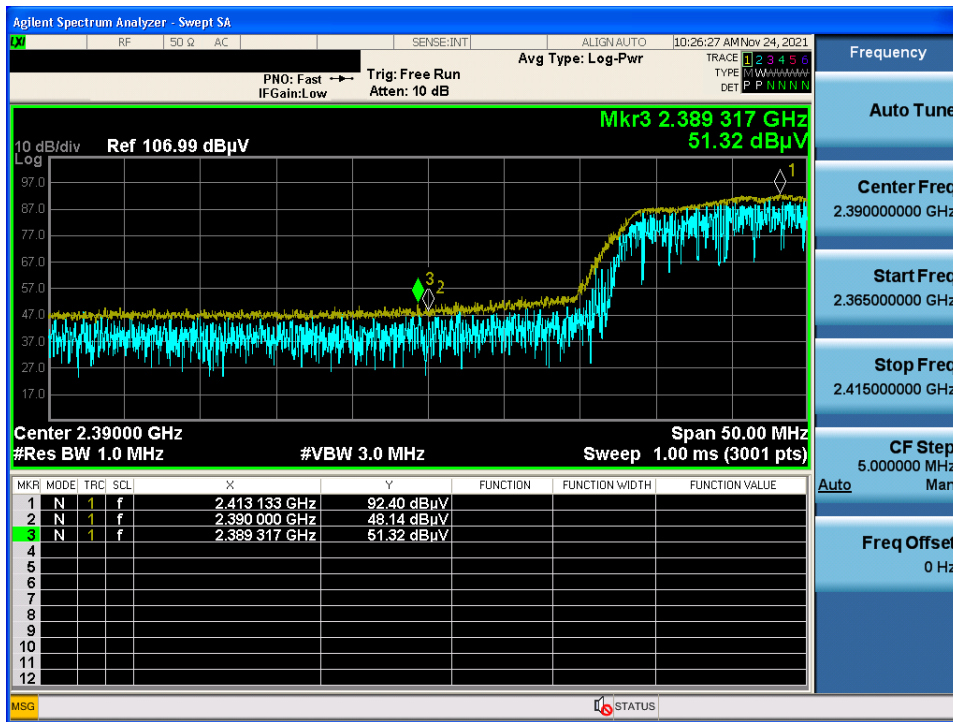 Agilent Spectrum Analyzer - Swept SA
LXI RF 50 Ω AC SENSE:INT ALIGN AUTO 10:26:27 AM Nov 24, 2021
Avg Type: Log-Pwr TRACE 1 2 3 4 5 6
PNO: Fast Trig: Free Run TYPE M W W W W W
IFGain:Low Atten: 10 dB DET P P N N N N
Mkr3 2.389 317 GHz
51.32 dBµV
10 dB/div Ref 106.99 dBµV
Log
97.0
87.0
77.0
67.0
57.0
47.0
37.0
27.0
17.0
1
3
2
Center 2.39000 GHz Span 50.00 MHz
#Res BW 1.0 MHz #VBW 3.0 MHz Sweep 1.00 ms (3001 pts)
MKR MODE TRC SCL X Y FUNCTION FUNCTION WIDTH FUNCTION VALUE
1 N 1 f 2.413 133 GHz 92.40 dBµV
2 N 1 f 2.390 000 GHz 48.14 dBµV
3 N 1 f 2.389 317 GHz 51.32 dBµV
4
5
6
7
8
9
10
11
12
MSG STATUS
Frequency
Auto Tune
Center Freq
2.390000000 GHz
Start Freq
2.365000000 GHz
Stop Freq
2.415000000 GHz
CF Step
5.000000 MHz
Auto Man
Freq Offset
0 Hz